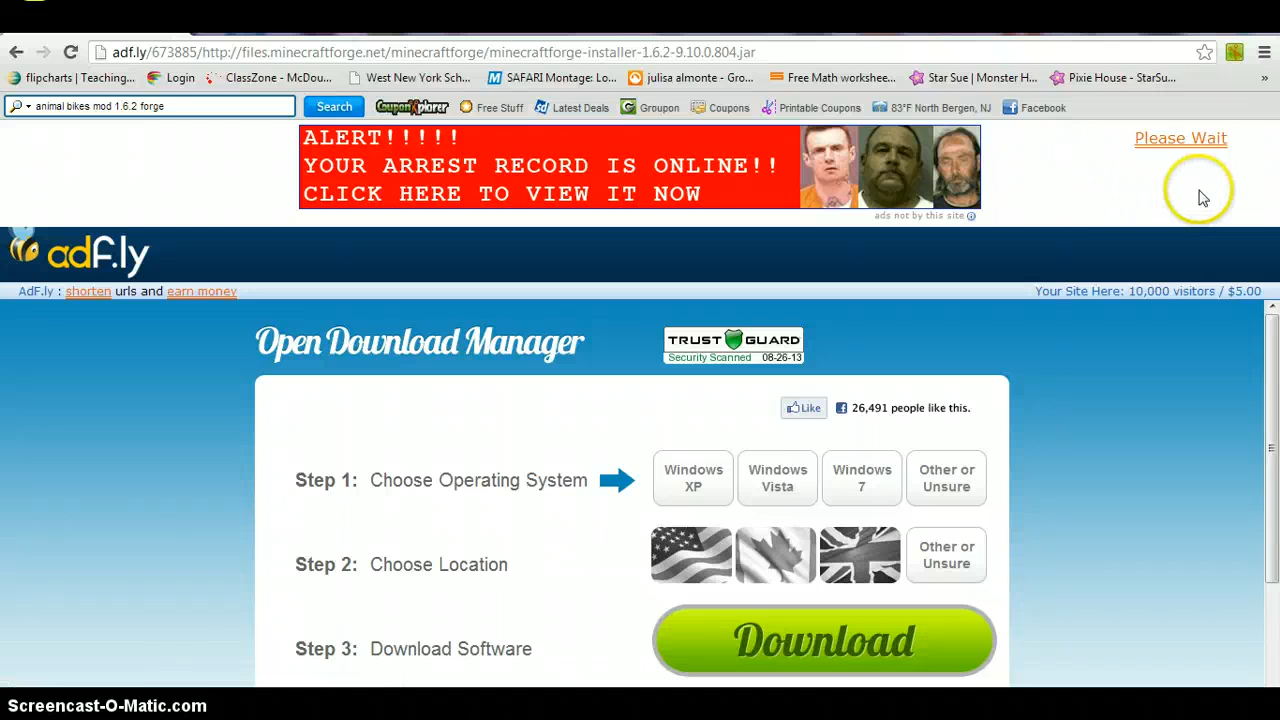 adf.ly/673885/http://files.minecraftforge.net/minecraftforge/minecraftforge-installer-1.6.2-9.10.0.804.jar
flipcharts | Teaching... Login ClassZone - McDou... West New York Sch... SAFARI Montage: Lo... julisa almonte - Gro... Free Math workshee... Star Sue | Monster H... Pixie House - StarSu... »
animal bikes mod 1.6.2 forge Search CouponXplorer Free Stuff Latest Deals Groupon Coupons Printable Coupons 83°F North Bergen, NJ Facebook
ALERT!!!!!
YOUR ARREST RECORD IS ONLINE!!
CLICK HERE TO VIEW IT NOW
Please Wait
ads not by this site
adf.ly
AdF.ly : shorten urls and earn money
Your Site Here: 10,000 visitors / $5.00
Open Download Manager
TRUST GUARD
Security Scanned 08-26-13
Like 26,491 people like this.
Step 1: Choose Operating System
Windows XP
Windows Vista
Windows 7
Other or Unsure
Step 2: Choose Location
Other or Unsure
Step 3: Download Software
Download
Screencast-O-Matic.com